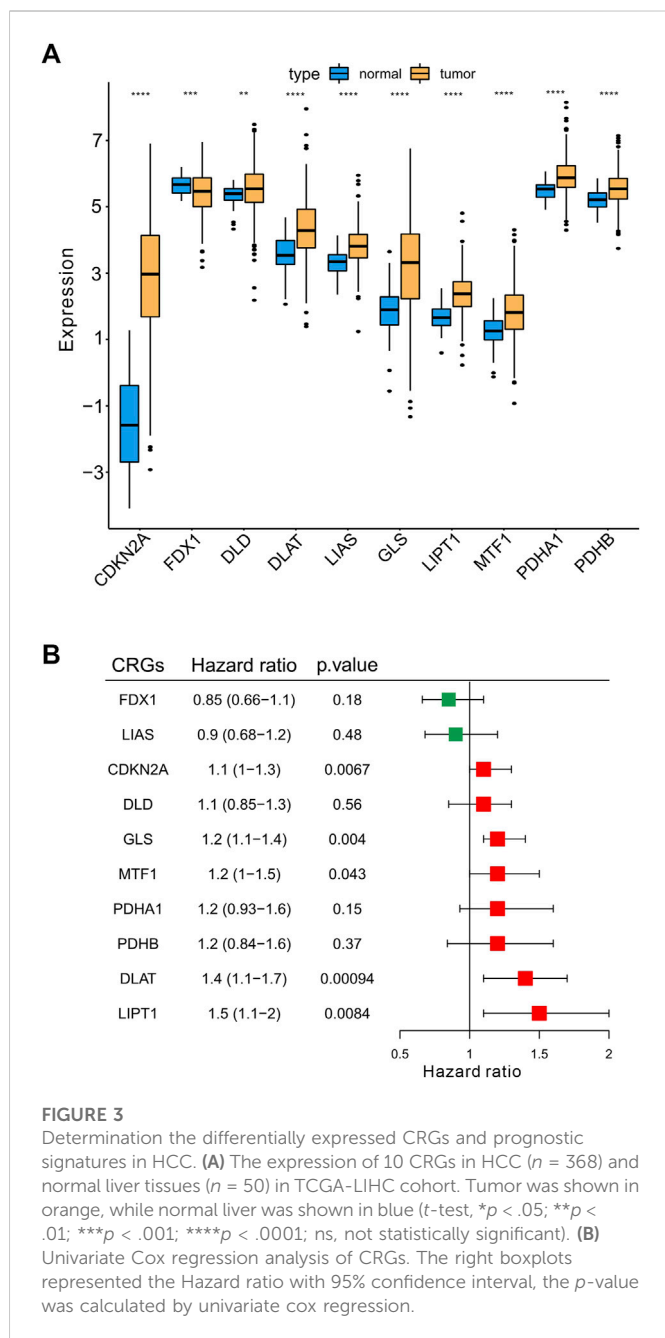 A
type normal tumor
**** *** ** **** **** **** **** **** **** ****
7
5
3
1
−1
−3
Expression
CDKN2A FDX1 DLD DLAT LIAS GLS LIPT1 MTF1 PDHA1 PDHB
B
CRGs Hazard ratio p.value
FDX1 0.85 (0.66−1.1) 0.18
LIAS 0.9 (0.68−1.2) 0.48
CDKN2A 1.1 (1−1.3) 0.0067
DLD 1.1 (0.85−1.3) 0.56
GLS 1.2 (1.1−1.4) 0.004
MTF1 1.2 (1−1.5) 0.043
PDHA1 1.2 (0.93−1.6) 0.15
PDHB 1.2 (0.84−1.6) 0.37
DLAT 1.4 (1.1−1.7) 0.00094
LIPT1 1.5 (1.1−2) 0.0084
0.5 1 1.5 2
Hazard ratio
FIGURE 3
Determination the differentially expressed CRGs and prognostic
signatures in HCC. (A) The expression of 10 CRGs in HCC (n = 368) and
normal liver tissues (n = 50) in TCGA-LIHC cohort. Tumor was shown in
orange, while normal liver was shown in blue (t-test, *p < .05; **p <
.01; ***p < .001; ****p < .0001; ns, not statistically significant). (B)
Univariate Cox regression analysis of CRGs. The right boxplots
represented the Hazard ratio with 95% confidence interval, the p-value
was calculated by univariate cox regression.